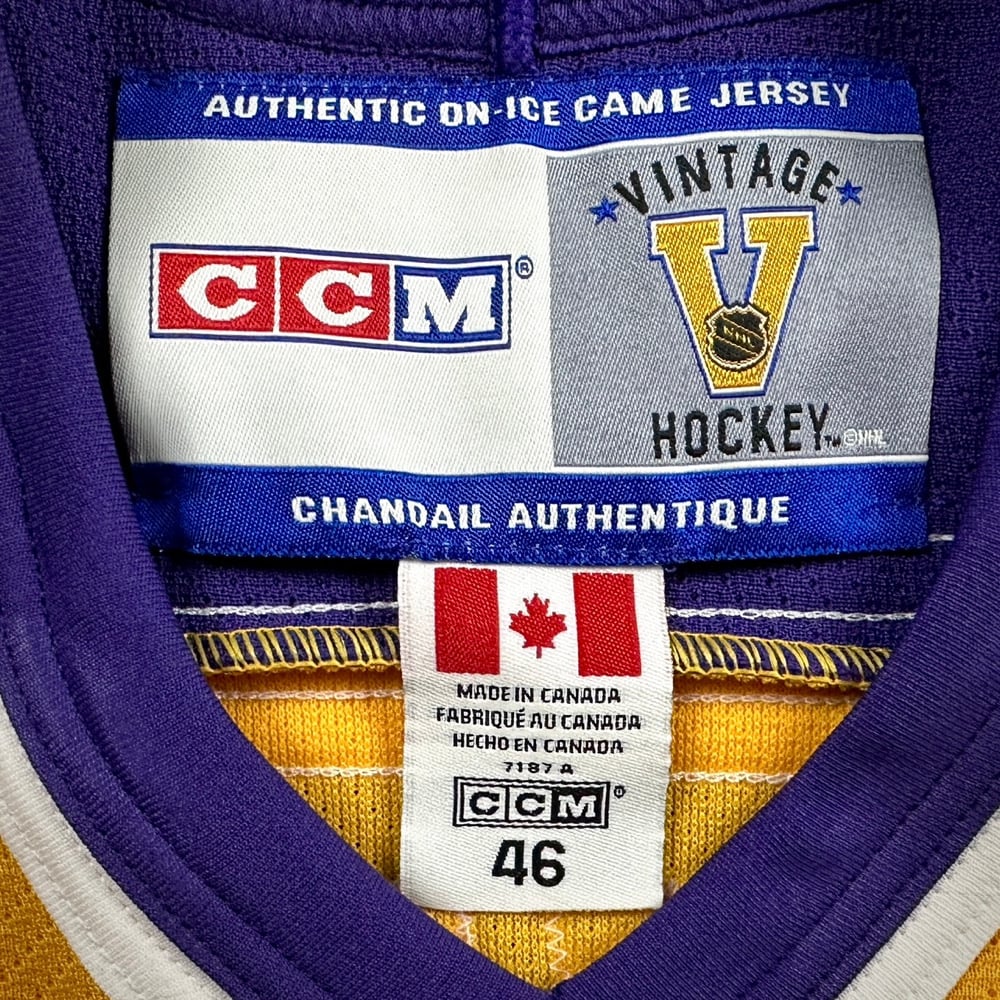 AUTHENTIC ON-ICE GAME JERSEY
CCM®
VINTAGE
V
NHL
HOCKEY™ ©NHL
CHANDAIL AUTHENTIQUE
MADE IN CANADA
FABRIQUÉ AU CANADA
HECHO EN CANADA
7187 A
CCM®
46